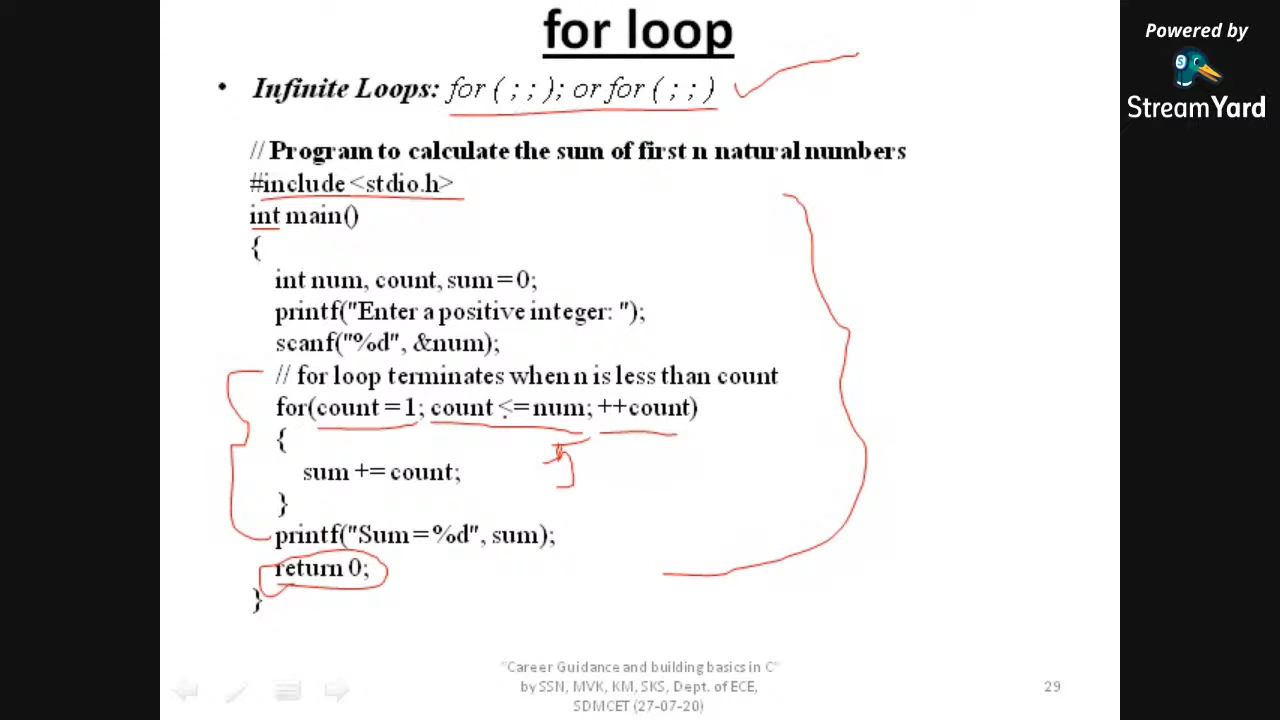 for loop
Powered by
StreamYard
• Infinite Loops: for ( ; ; ); or for ( ; ; )
// Program to calculate the sum of first n natural numbers
#include <stdio.h>
int main()
{
int num, count, sum = 0;
printf("Enter a positive integer: ");
scanf("%d", &num);
// for loop terminates when n is less than count
for(count = 1; count <= num; ++count)
{
sum += count;
}
printf("Sum = %d", sum);
return 0;
}
"Career Guidance and building basics in C"
by SSN, MVK, KM, SKS, Dept. of ECE,
SDMCET (27-07-20)
29